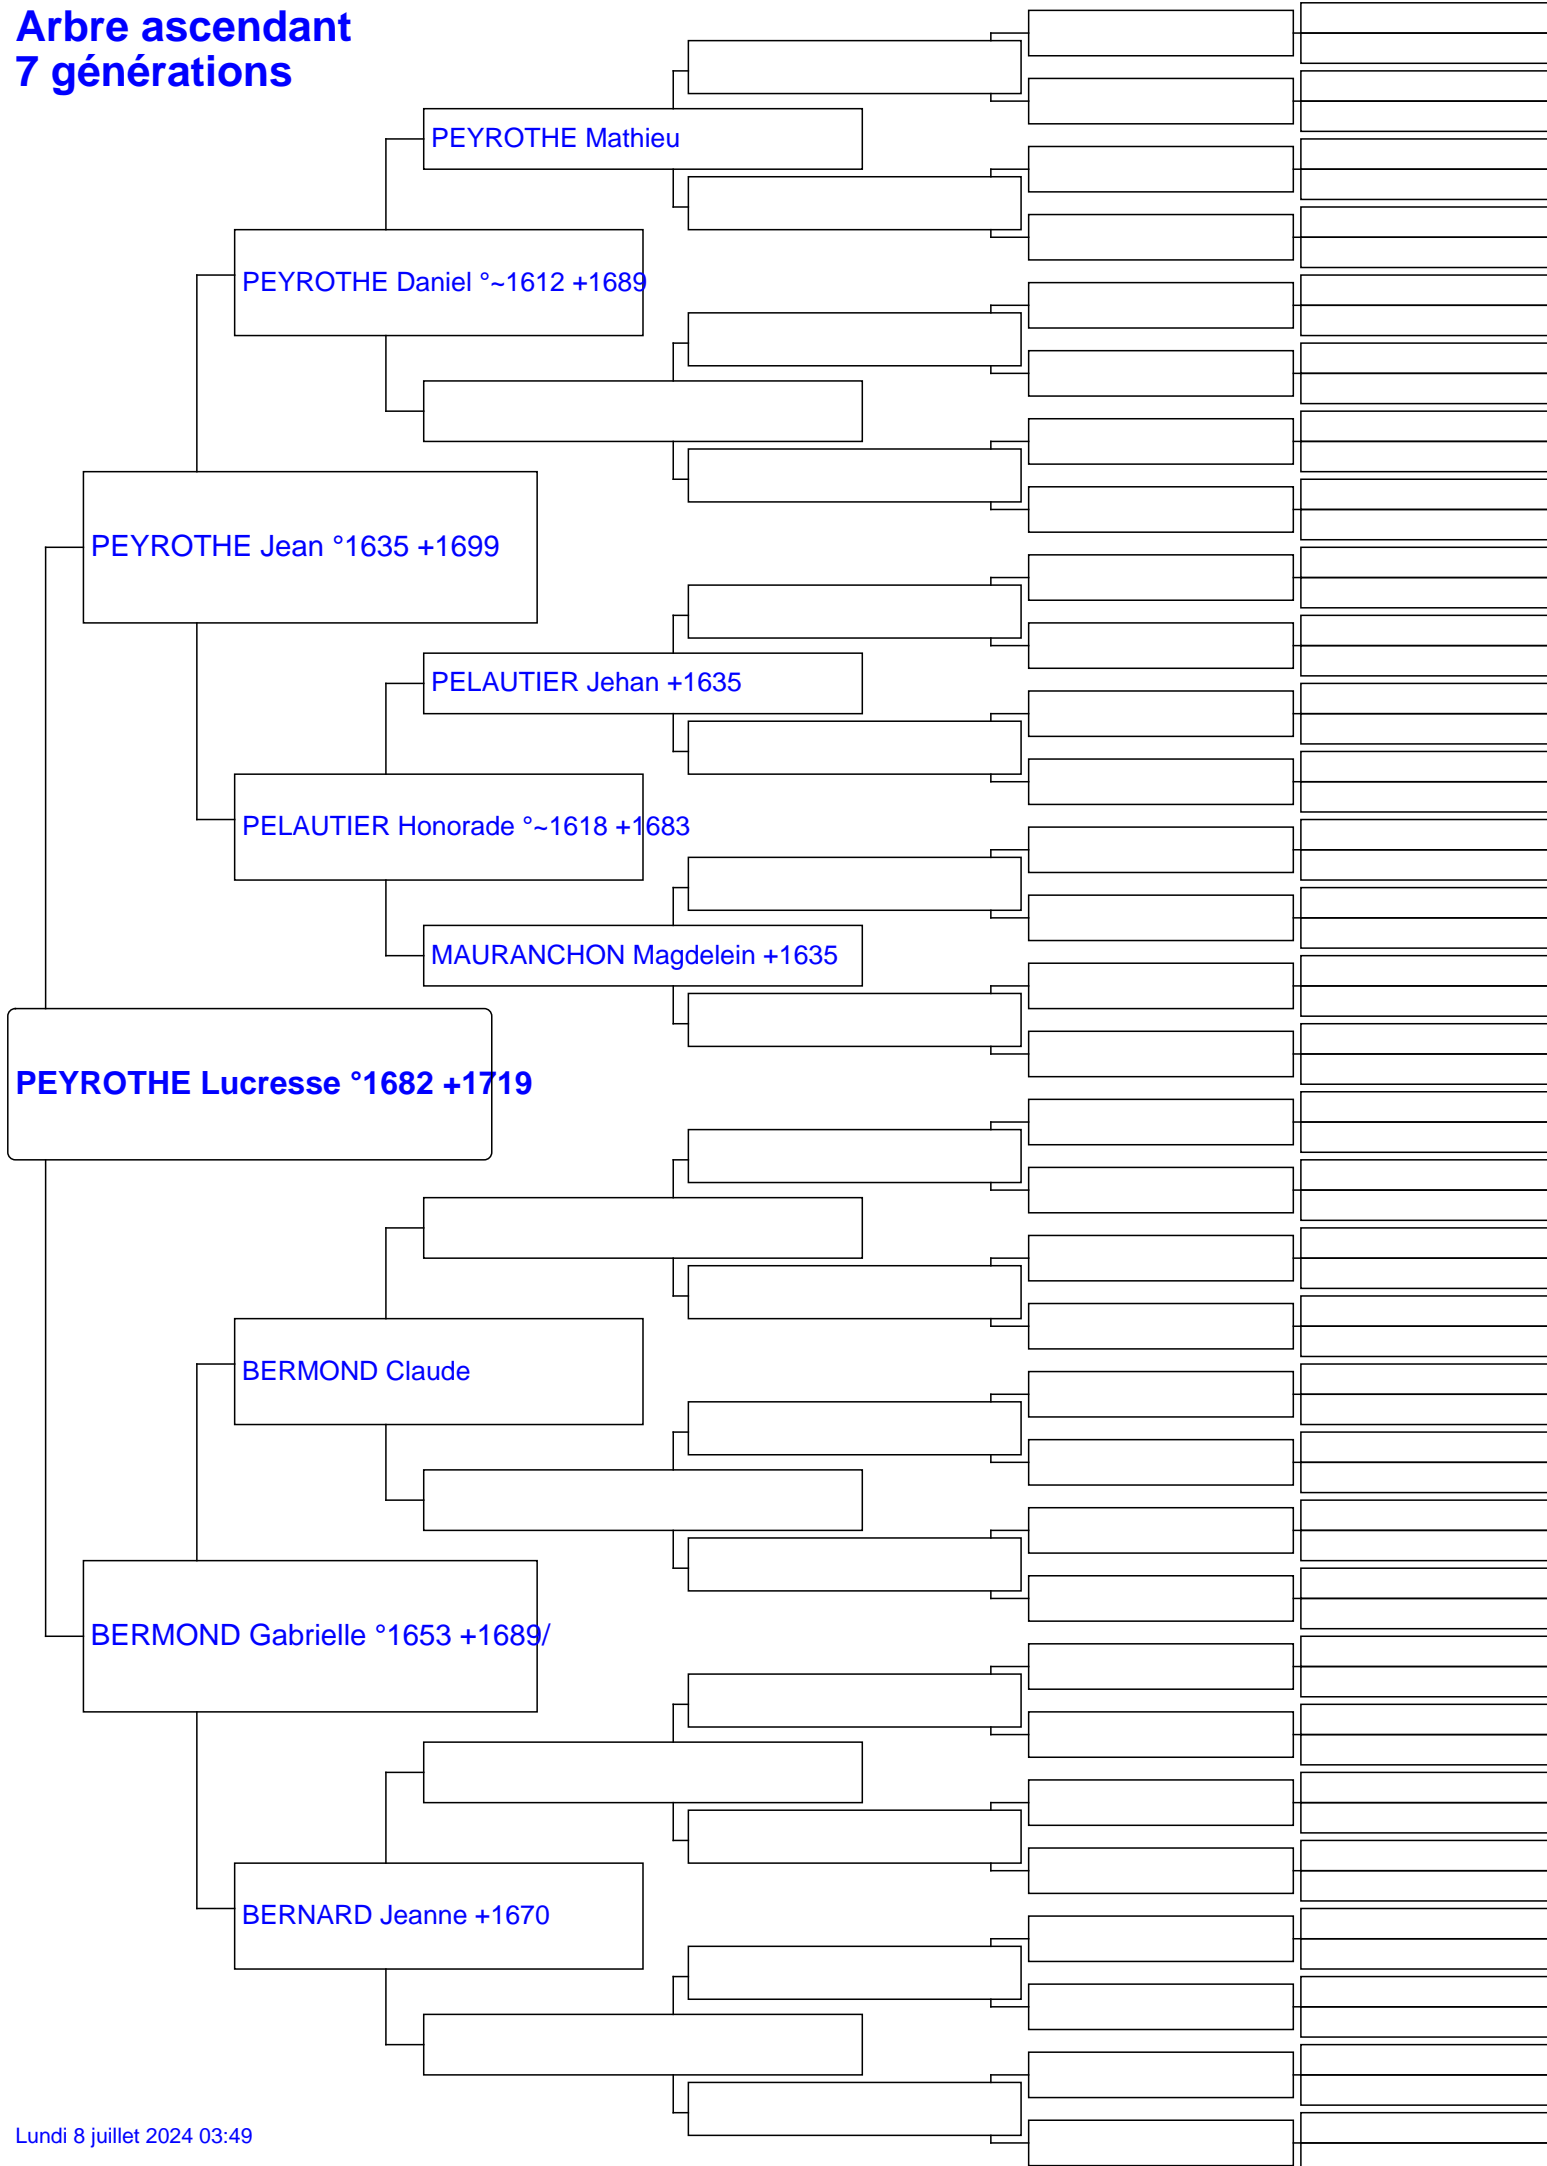 Arbre ascendant
7 générations
PEYROTHE Mathieu
PEYROTHE Daniel °~1612 +1689
PEYROTHE Jean °1635 +1699
PELAUTIER Jehan +1635
PELAUTIER Honorade °~1618 +1683
MAURANCHON Magdelein +1635
PEYROTHE Lucresse °1682 +1719
BERMOND Claude
BERMOND Gabrielle °1653 +1689/
BERNARD Jeanne +1670
Lundi 8 juillet 2024 03:49